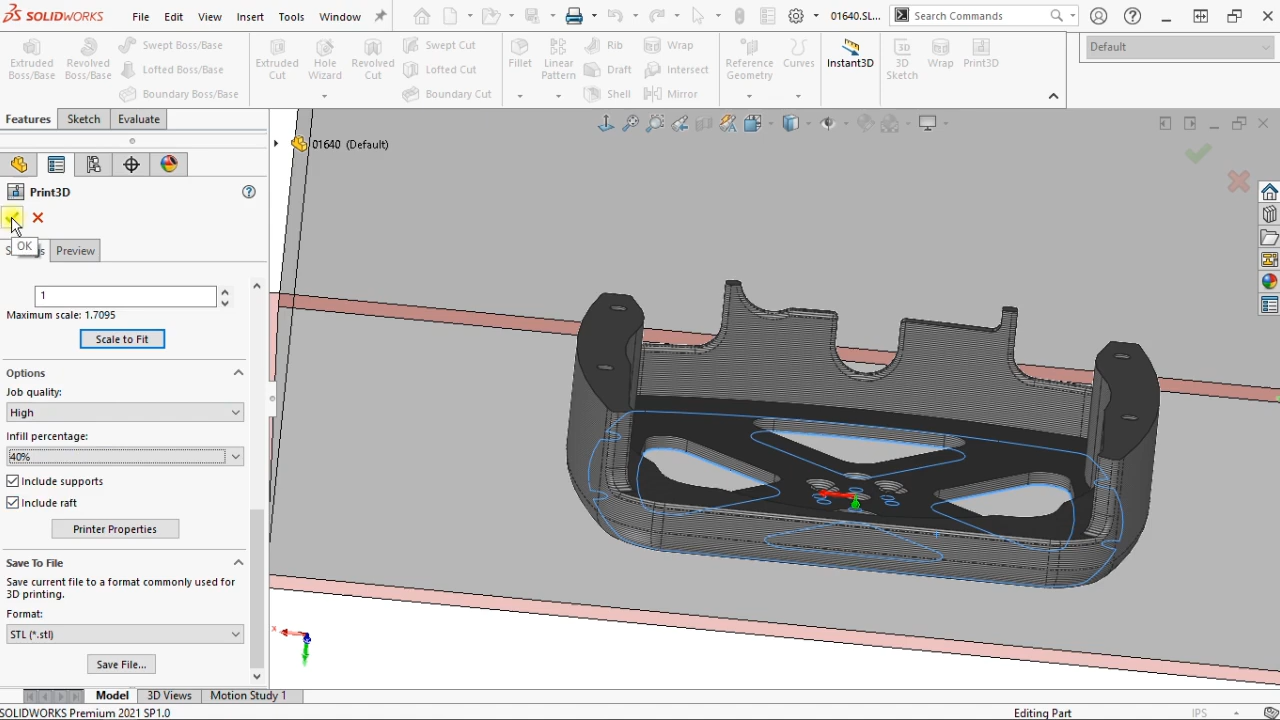 SOLIDWORKS
File
Edit
View
Insert
Tools
Window
01640.SL...
Search Commands
Extruded Boss/Base
Revolved Boss/Base
Swept Boss/Base
Lofted Boss/Base
Boundary Boss/Base
Extruded Cut
Hole Wizard
Revolved Cut
Swept Cut
Lofted Cut
Boundary Cut
Fillet
Linear Pattern
Rib
Draft
Shell
Wrap
Intersect
Mirror
Reference Geometry
Curves
Instant3D
3D Sketch
Wrap
Print3D
Default
Features
Sketch
Evaluate
01640 (Default)
Print3D
OK
Preview
1
Maximum scale: 1.7095
Scale to Fit
Options
Job quality:
High
Infill percentage:
40%
Include supports
Include raft
Printer Properties
Save To File
Save current file to a format commonly used for
3D printing.
Format:
STL (*.stl)
Save File...
x
Model
3D Views
Motion Study 1
SOLIDWORKS Premium 2021 SP1.0
Editing Part
IPS